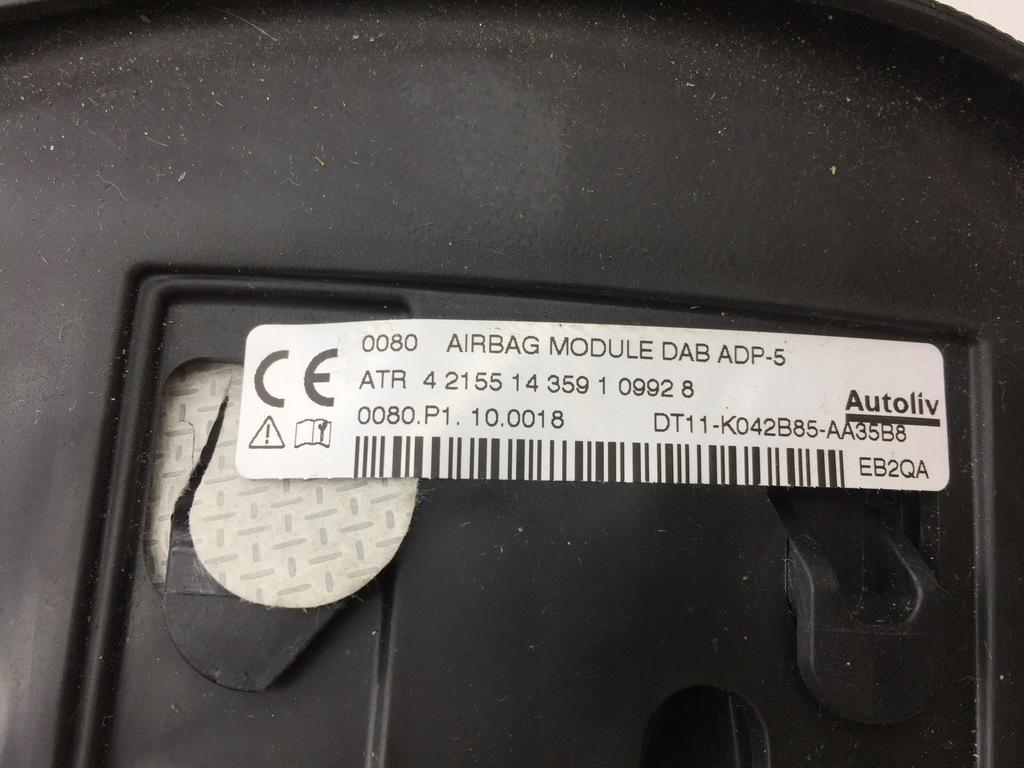 CE 0080 AIRBAG MODULE DAB ADP-5
ATR 4 2155 14 359 1 0992 8
Autoliv
0080.P1. 10.0018 DT11-K042B85-AA35B8
EB2QA